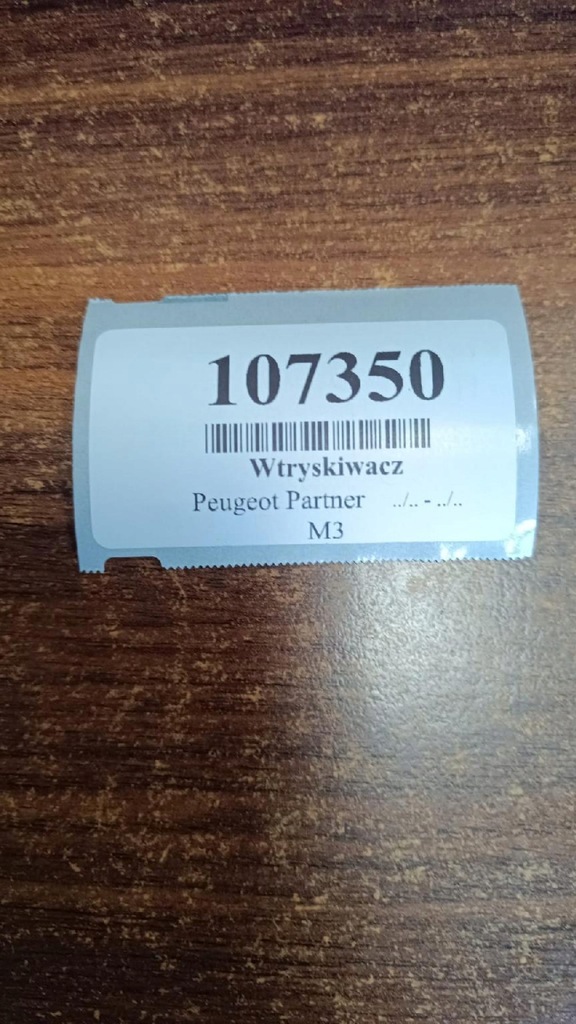 107350
Wtryskiwacz
Peugeot Partner ../.. - ../..
M3